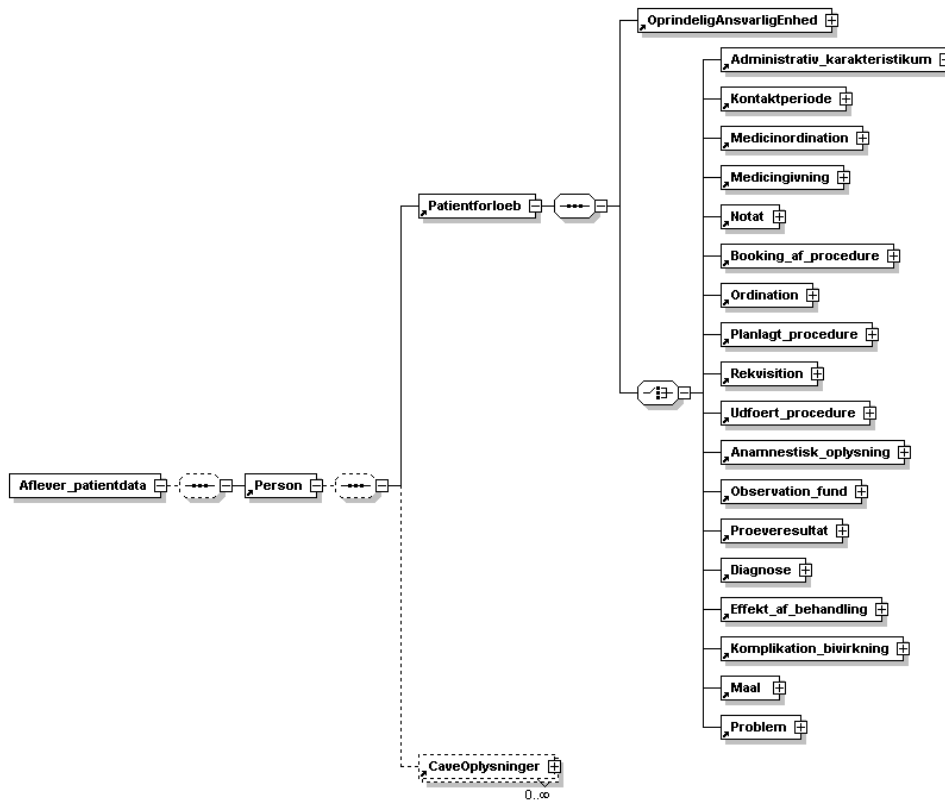 OprindeligAnsvarligEnhed
Administrativ_karakteristikum
Kontaktperiode
Medicinordination
Medicingivning
Patientforloeb
Notat
Booking_af_procedure
Ordination
Planlagt_procedure
Rekvisition
Udfoert_procedure
Anamnestisk_oplysning
Aflever_patientdata
Person
Observation_fund
Proeveresultat
Diagnose
Effekt_af_behandling
Komplikation_bivirkning
Maal
Problem
CaveOplysninger
0..∞